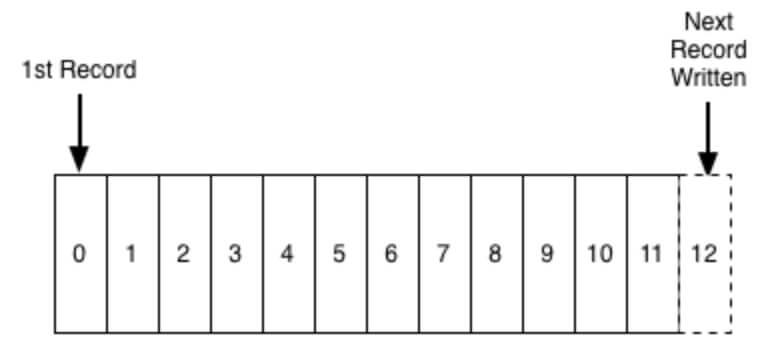 Next
Record
Written
1st Record
0 1 2 3 4 5 6 7 8 9 10 11 12